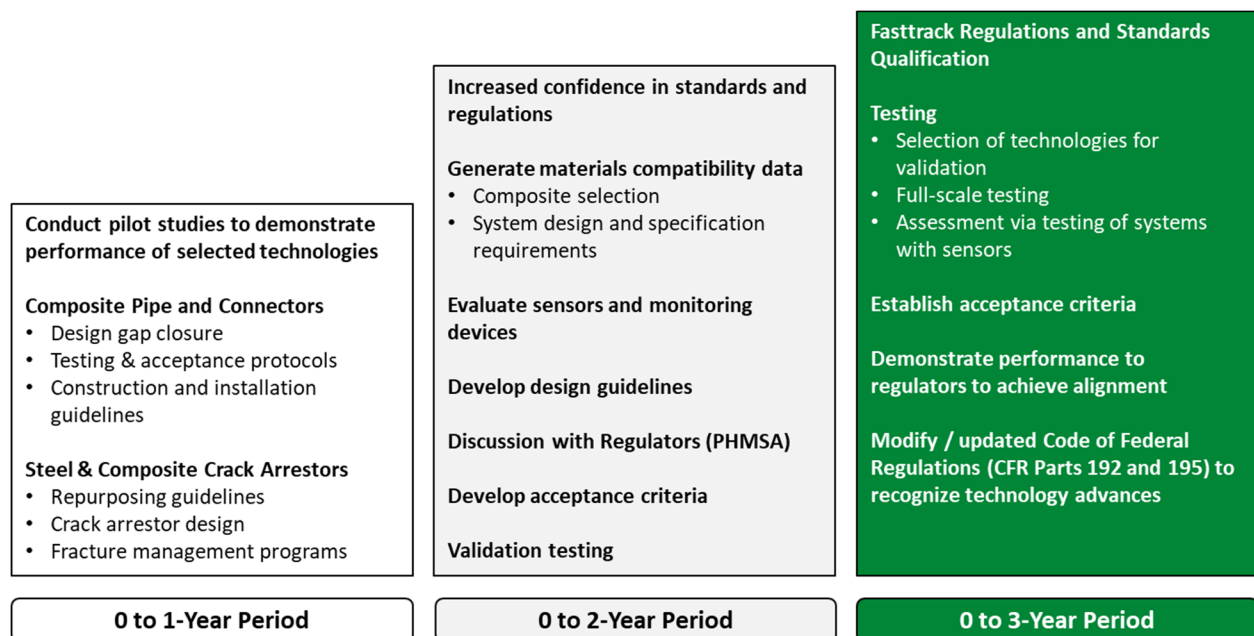 Conduct pilot studies to demonstrate
performance of selected technologies
Composite Pipe and Connectors
• Design gap closure
• Testing & acceptance protocols
• Construction and installation
guidelines
Steel & Composite Crack Arrestors
• Repurposing guidelines
• Crack arrestor design
• Fracture management programs
0 to 1-Year Period
Increased confidence in standards and
regulations
Generate materials compatibility data
• Composite selection
• System design and specification
requirements
Evaluate sensors and monitoring
devices
Develop design guidelines
Discussion with Regulators (PHMSA)
Develop acceptance criteria
Validation testing
0 to 2-Year Period
Fasttrack Regulations and Standards
Qualification
Testing
• Selection of technologies for
validation
• Full-scale testing
• Assessment via testing of systems
with sensors
Establish acceptance criteria
Demonstrate performance to
regulators to achieve alignment
Modify / updated Code of Federal
Regulations (CFR Parts 192 and 195) to
recognize technology advances
0 to 3-Year Period